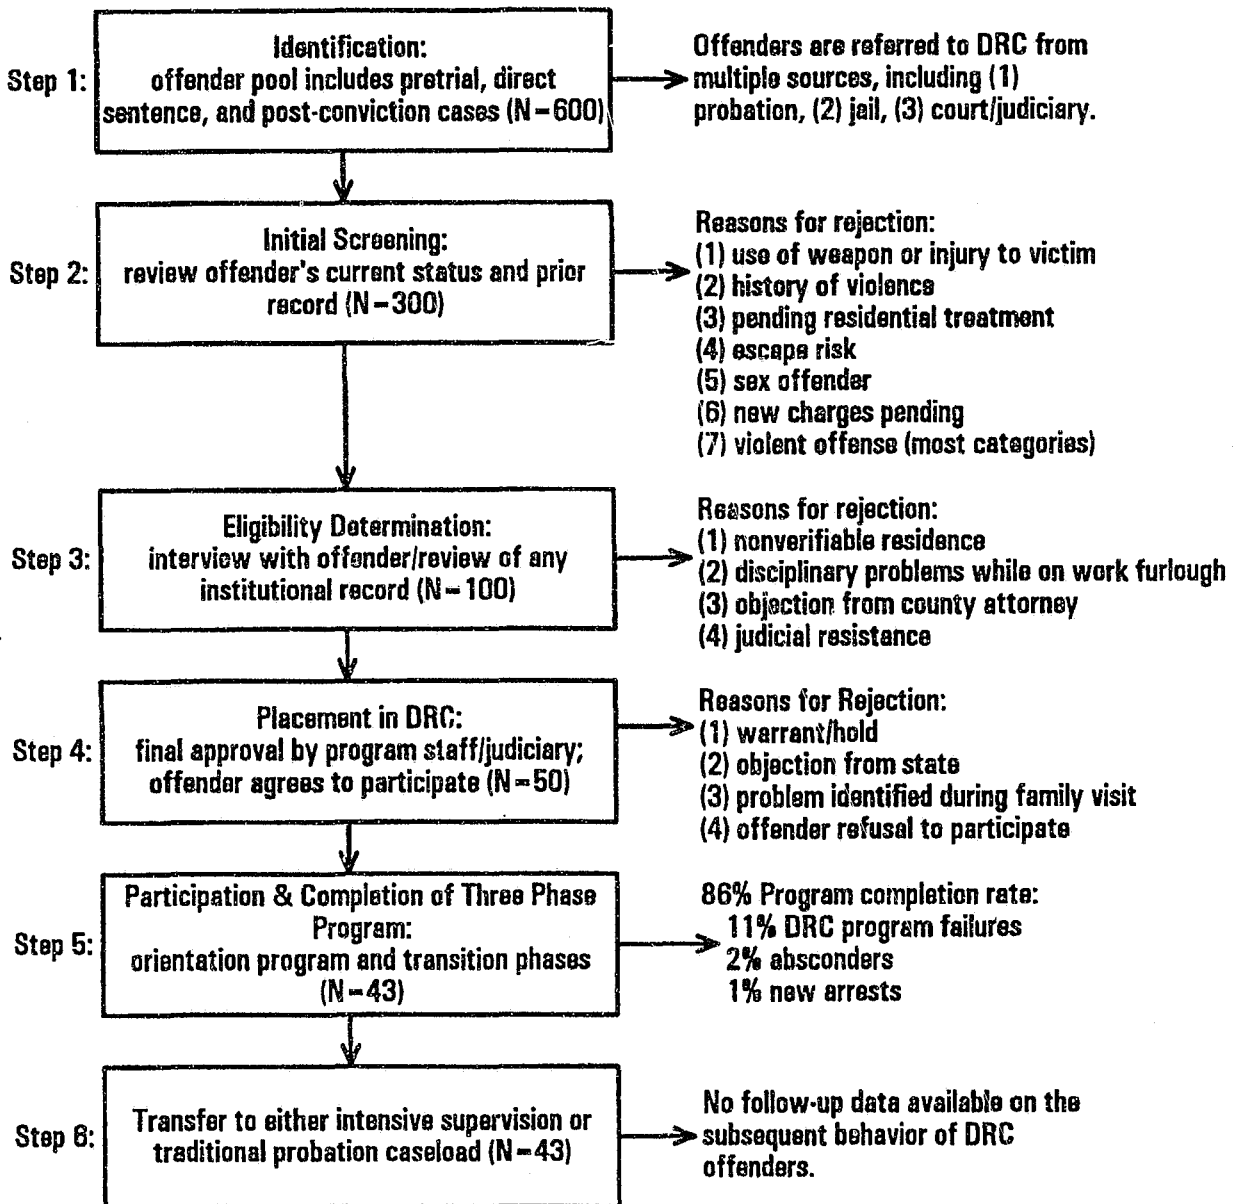 Step 1:
Identification:
offender pool includes pretrial, direct
sentence, and post-conviction cases (N-600)
Offenders are referred to DRC from
multiple sources, including (1)
probation, (2) jail, (3) court/judiciary.
Step 2:
Initial Screening:
review offender's current status and prior
record (N-300)
Reasons for rejection:
(1) use of weapon or injury to victim
(2) history of violence
(3) pending residential treatment
(4) escape risk
(5) sex offender
(6) new charges pending
(7) violent offense (most categories)
Step 3:
Eligibility Determination:
interview with offender/review of any
institutional record (N-100)
Reasons for rejection:
(1) nonverifiable residence
(2) disciplinary problems while on work furlough
(3) objection from county attorney
(4) judicial resistance
Step 4:
Placement in DRC:
final approval by program staff/judiciary;
offender agrees to participate (N-50)
Reasons for Rejection:
(1) warrant/hold
(2) objection from state
(3) problem identified during family visit
(4) offender refusal to participate
Step 5:
Participation & Completion of Three Phase
Program:
orientation program and transition phases
(N-43)
86% Program completion rate:
11% DRC program failures
2% absconders
1% new arrests
Step 6:
Transfer to either intensive supervision or
traditional probation caseload (N-43)
No follow-up data available on the
subsequent behavior of DRC
offenders.